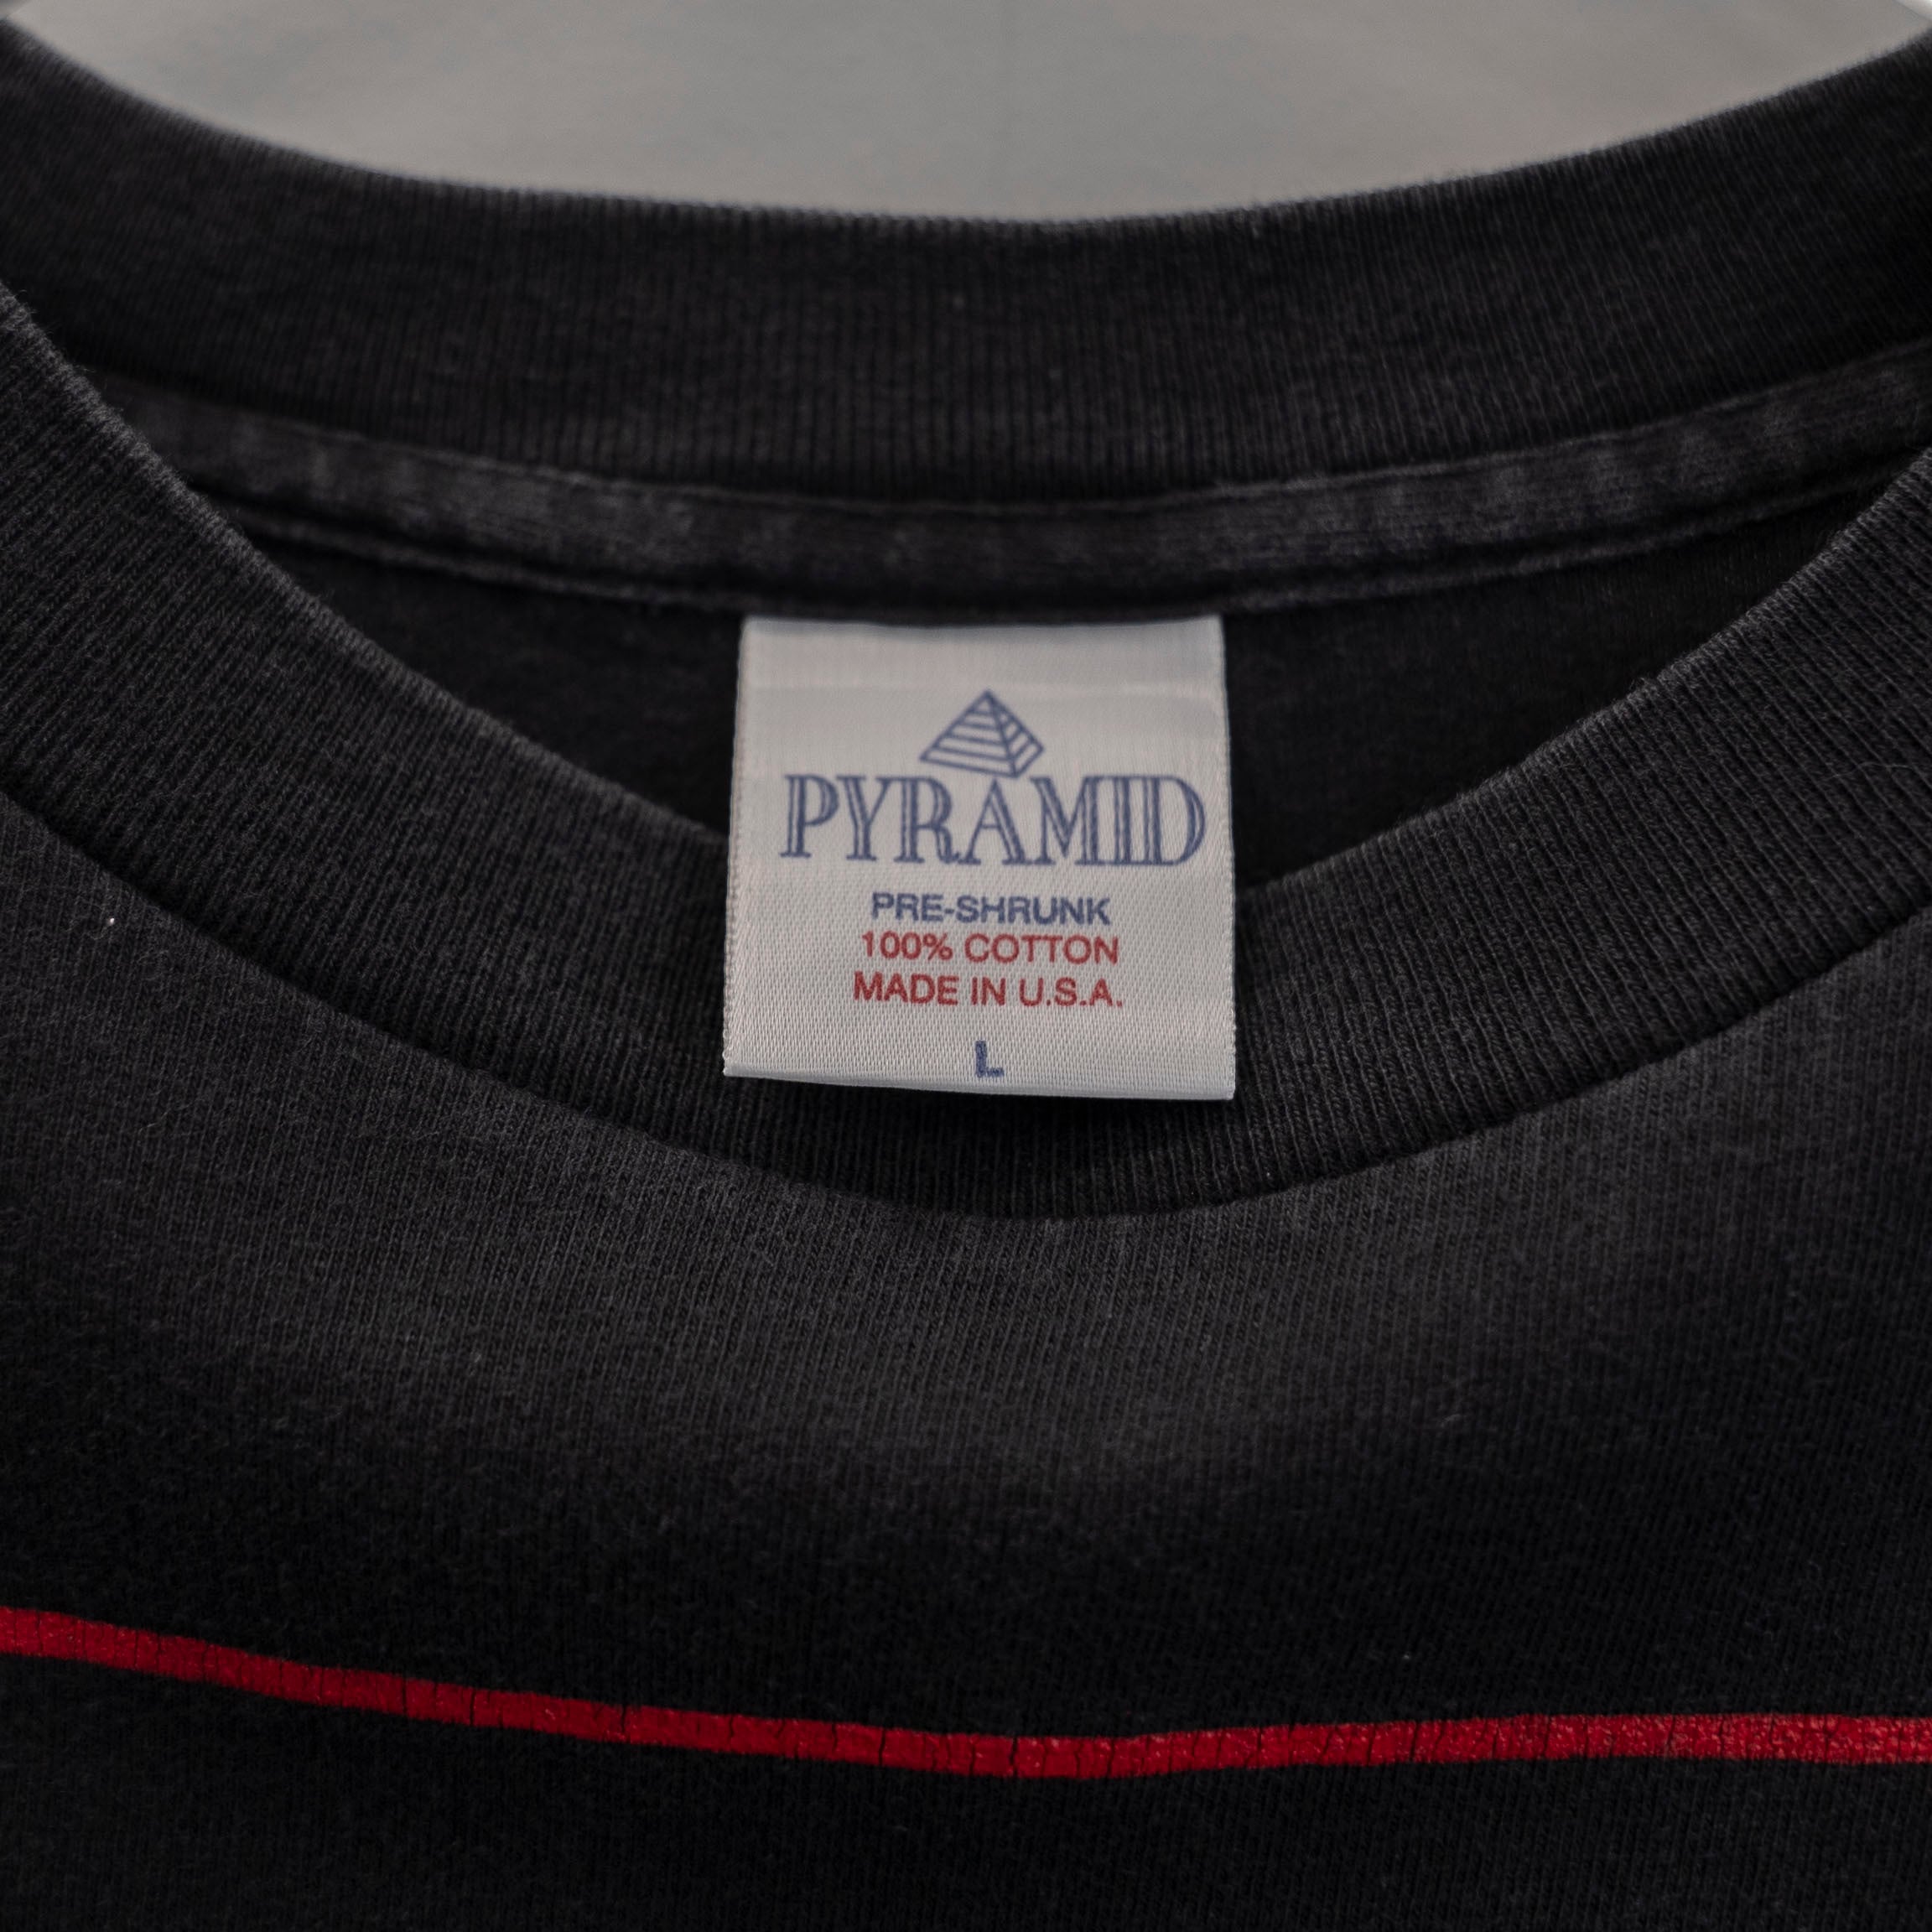 PYRAMID
PRE-SHRUNK
100% COTTON
MADE IN U.S.A.
L